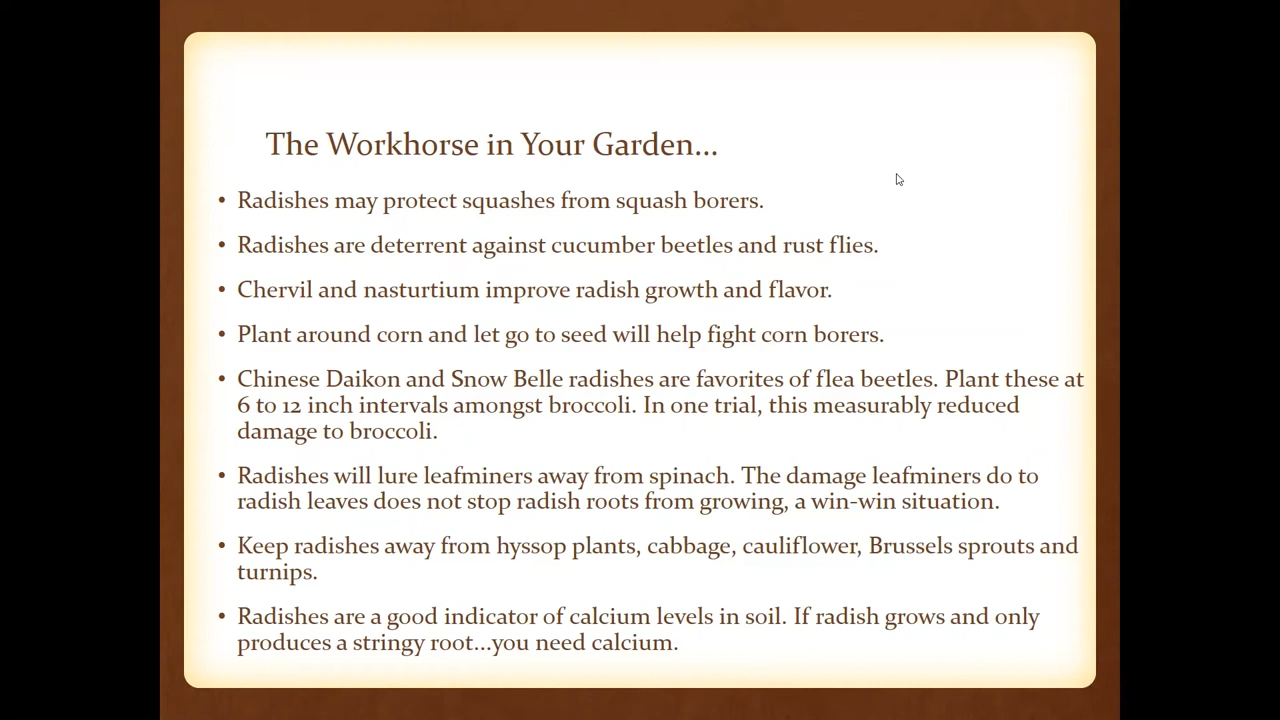 The Workhorse in Your Garden...
• Radishes may protect squashes from squash borers.
• Radishes are deterrent against cucumber beetles and rust flies.
• Chervil and nasturtium improve radish growth and flavor.
• Plant around corn and let go to seed will help fight corn borers.
• Chinese Daikon and Snow Belle radishes are favorites of flea beetles. Plant these at
6 to 12 inch intervals amongst broccoli. In one trial, this measurably reduced
damage to broccoli.
• Radishes will lure leafminers away from spinach. The damage leafminers do to
radish leaves does not stop radish roots from growing, a win-win situation.
• Keep radishes away from hyssop plants, cabbage, cauliflower, Brussels sprouts and
turnips.
• Radishes are a good indicator of calcium levels in soil. If radish grows and only
produces a stringy root...you need calcium.